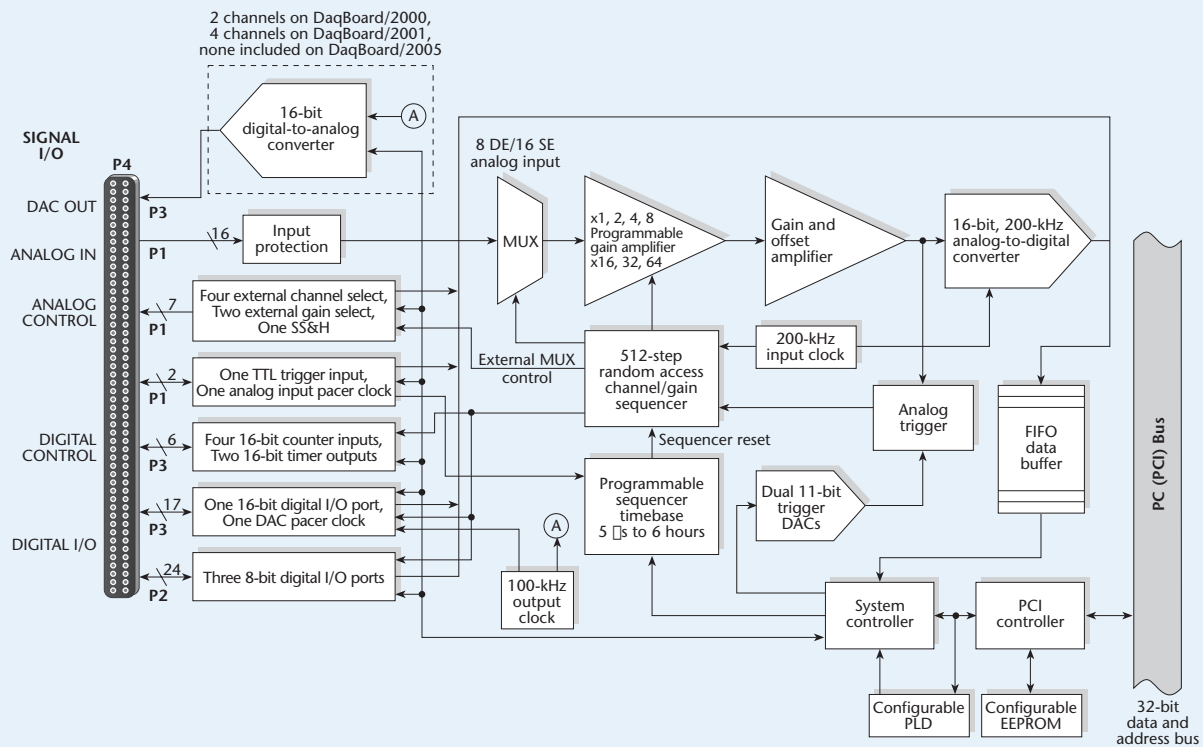 2 channels on DaqBoard/2000,
4 channels on DaqBoard/2001,
none included on DaqBoard/2005
16-bit
digital-to-analog
converter
A
SIGNAL
I/O
P4
DAC OUT
P3
ANALOG IN
16
P1
Input
protection
8 DE/16 SE
analog input
MUX
x1, 2, 4, 8
Programmable
gain amplifier
x16, 32, 64
Gain and
offset
amplifier
16-bit, 200-kHz
analog-to-digital
converter
ANALOG
CONTROL
7
P1
Four external channel select,
Two external gain select,
One SS&H
External MUX
control
512-step
random access
channel/gain
sequencer
200-kHz
input clock
2
P1
One TTL trigger input,
One analog input pacer clock
Analog
trigger
FIFO
data
buffer
PC (PCI) Bus
DIGITAL
CONTROL
6
P3
Four 16-bit counter inputs,
Two 16-bit timer outputs
Sequencer reset
Programmable
sequencer
timebase
5 □s to 6 hours
Dual 11-bit
trigger
DACs
17
P3
One 16-bit digital I/O port,
One DAC pacer clock
A
DIGITAL I/O
24
P2
Three 8-bit digital I/O ports
100-kHz
output
clock
System
controller
PCI
controller
Configurable
PLD
Configurable
EEPROM
32-bit
data and
address bus